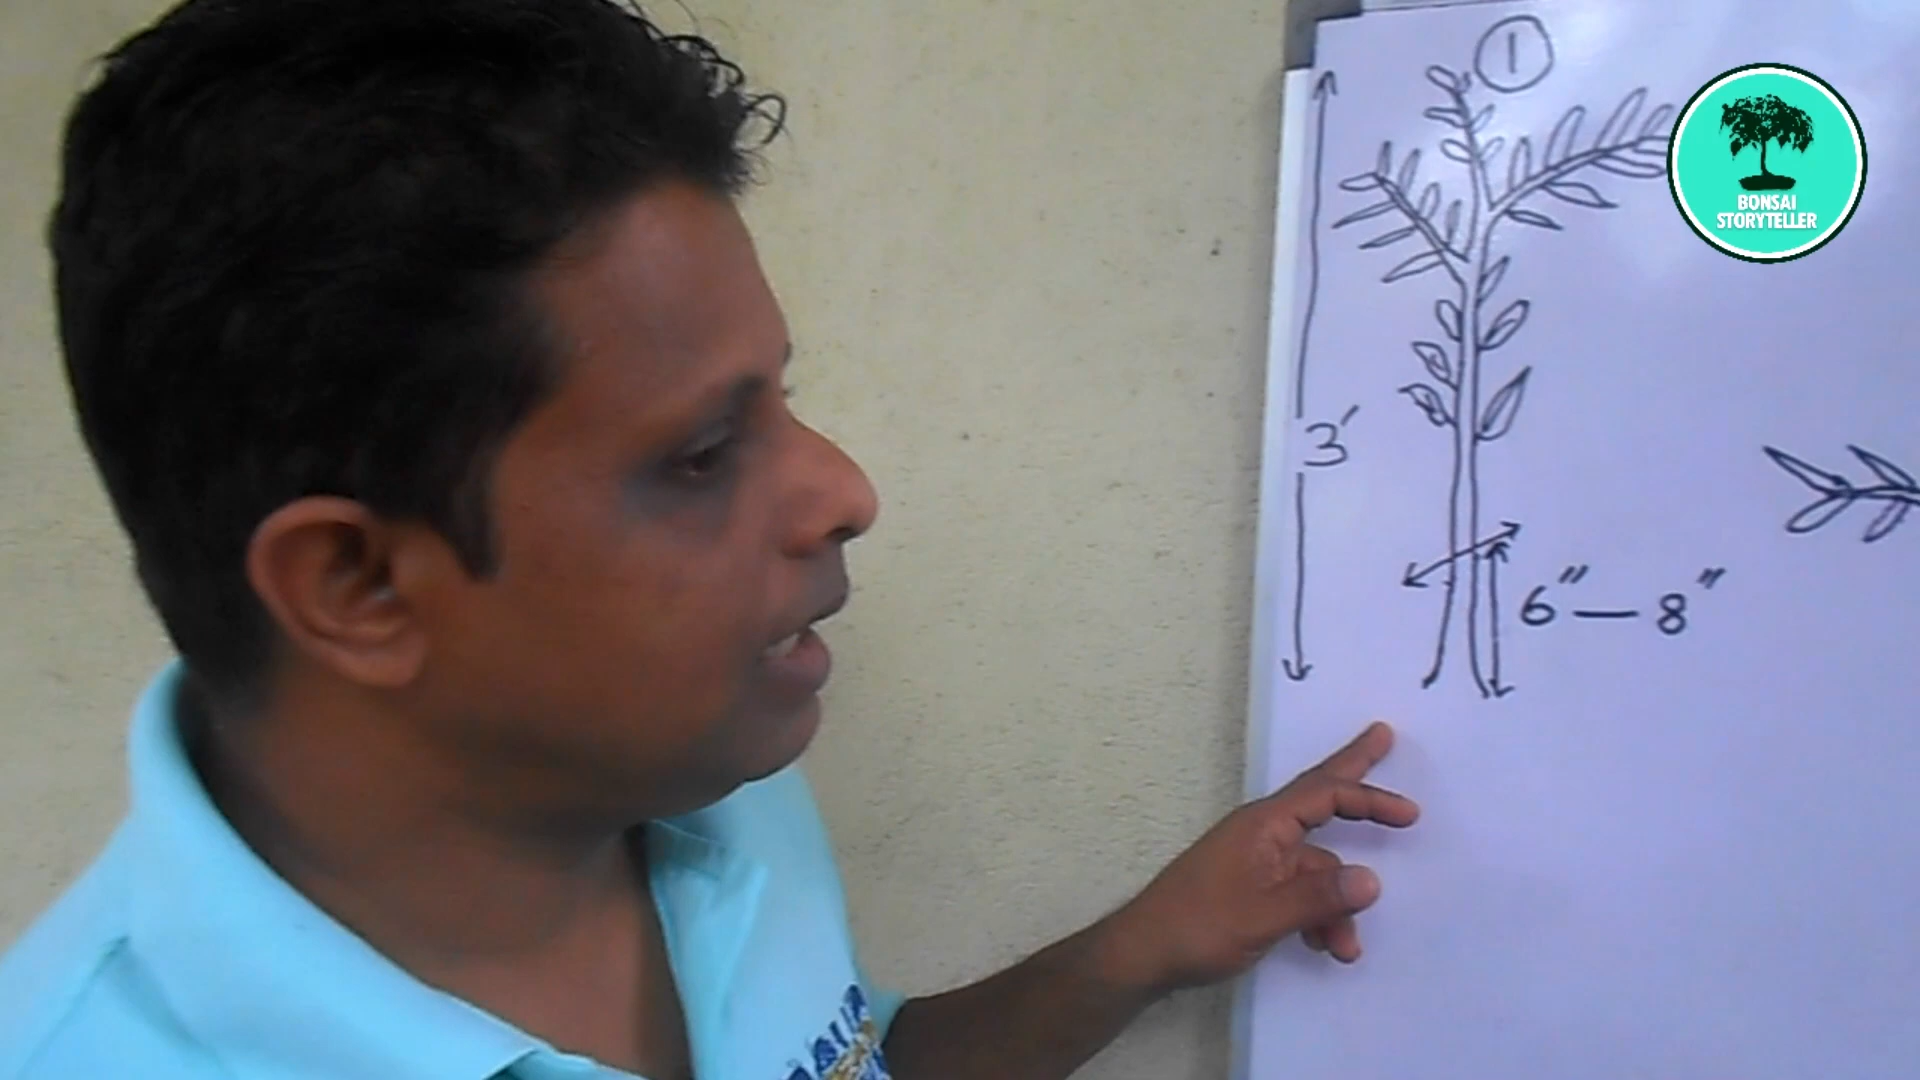 1
BONSAI
STORYTELLER
3'
6" — 8"